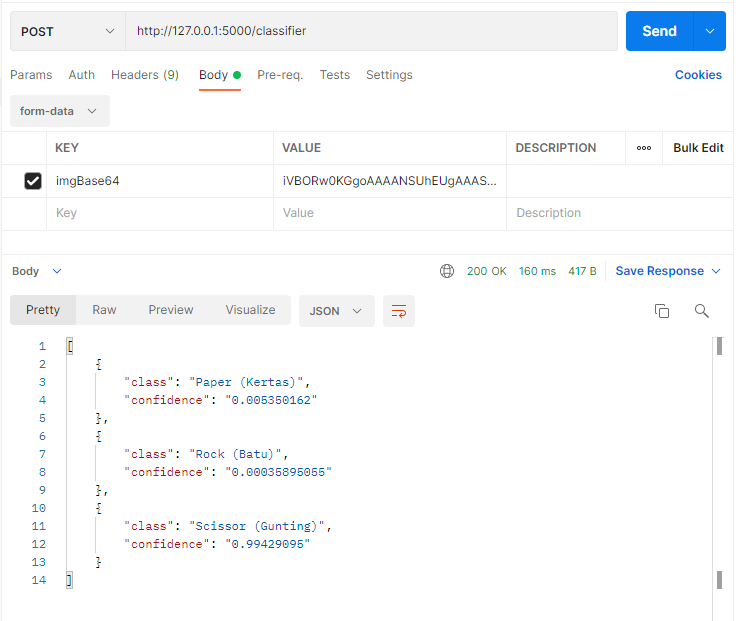 POST http://127.0.0.1:5000/classifier Send
Params Auth Headers (9) Body Pre-req. Tests Settings Cookies
form-data
KEY VALUE DESCRIPTION ooo Bulk Edit
imgBase64 iVBORw0KGgoAAAANSUhEUgAAAS...
Key Value Description
Body 200 OK 160 ms 417 B Save Response
Pretty Raw Preview Visualize JSON
1 [
2 {
3 "class": "Paper (Kertas)",
4 "confidence": "0.005350162"
5 },
6 {
7 "class": "Rock (Batu)",
8 "confidence": "0.00035895055"
9 },
10 {
11 "class": "Scissor (Gunting)",
12 "confidence": "0.99429095"
13 }
14 ]